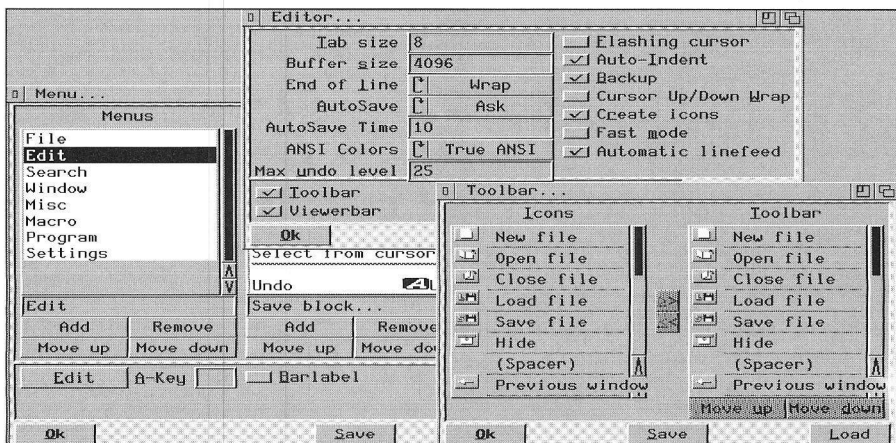 Editor...
Tab size 8
Buffer size 4096
End of line Wrap
AutoSave Ask
AutoSave Time 10
ANSI Colors True ANSI
Max undo level 25
Flashing cursor
Auto-Indent
Backup
Cursor Up/Down Wrap
Create icons
Fast mode
Automatic linefeed
Toolbar
Viewerbar
Ok
Menu...
Menus
File
Edit
Search
Window
Misc
Macro
Program
Settings
Edit
Add Remove
Move up Move down
Select from cursor
Undo
Save block...
Add Remove
Move up Move do
Edit A-Key Barlabel
Ok Save
Toolbar...
Icons
New file
Open file
Close file
Load file
Save file
Hide
(Spacer)
Previous window
Toolbar
New file
Open file
Close file
Load file
Save file
Hide
(Spacer)
Previous window
Move up Move down
Ok Save Load